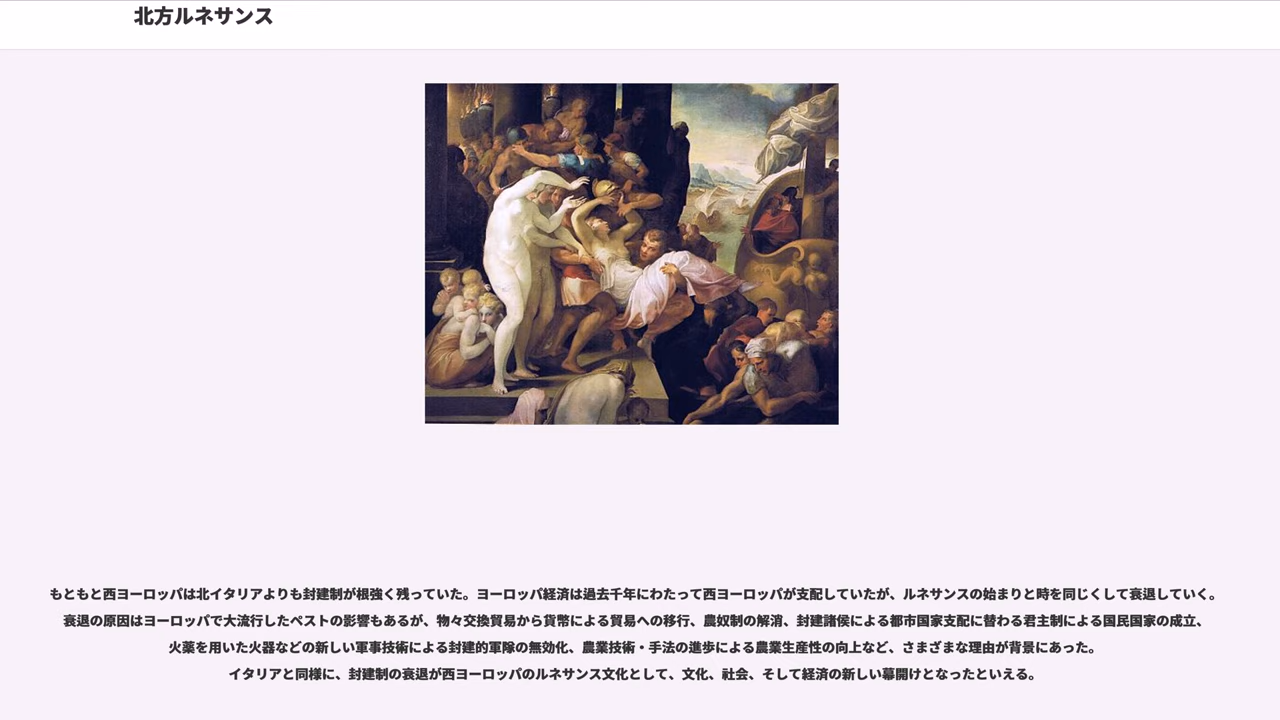 北方ルネサンス
もともと西ヨーロッパは北イタリアよりも封建制が根強く残っていた。ヨーロッパ経済は過去千年にわたって西ヨーロッパが支配していたが、ルネサンスの始まりと時を同じくして衰退していく。
衰退の原因はヨーロッパで大流行したペストの影響もあるが、物々交換貿易から貨幣による貿易への移行、農奴制の解消、封建諸侯による都市国家支配に替わる君主制による国民国家の成立、
火薬を用いた火器などの新しい軍事技術による封建的軍隊の無効化、農業技術・手法の進歩による農業生産性の向上など、さまざまな理由が背景にあった。
イタリアと同様に、封建制の衰退が西ヨーロッパのルネサンス文化として、文化、社会、そして経済の新しい幕開けとなったといえる。